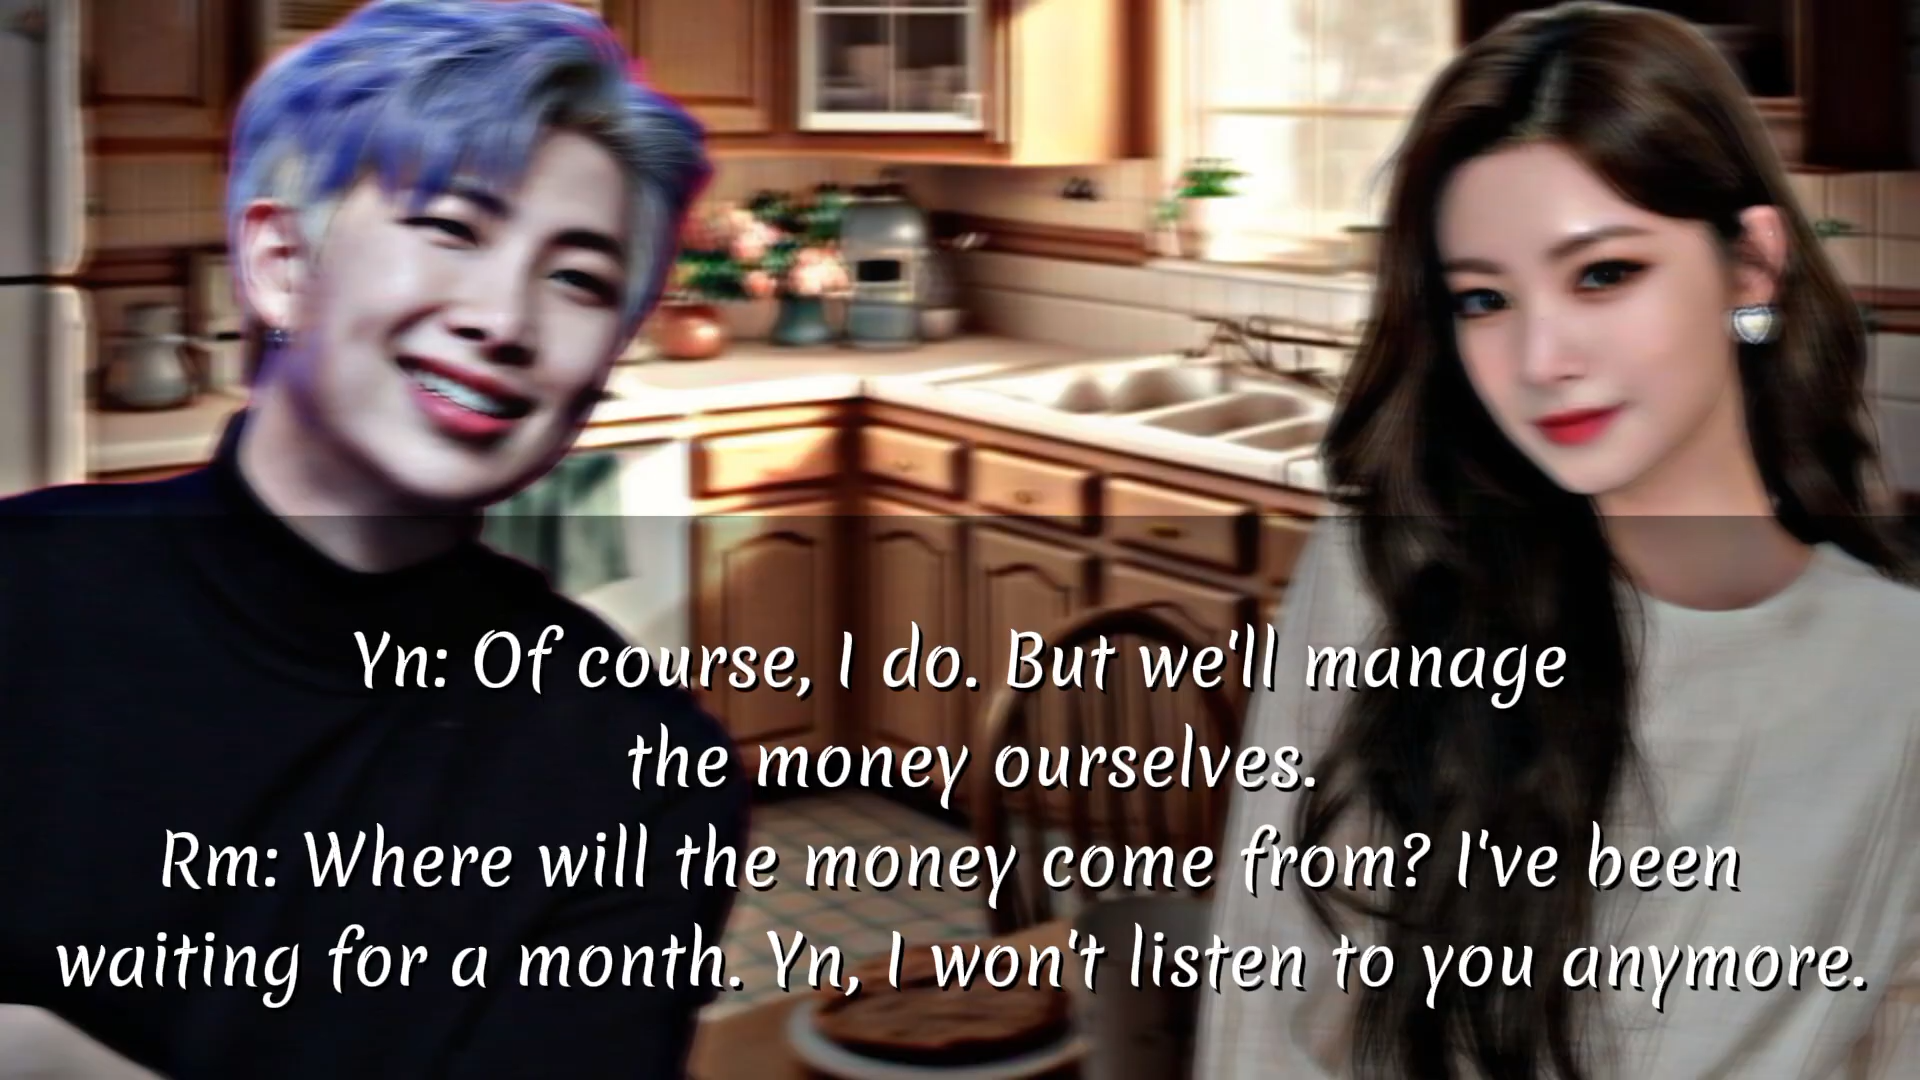 Yn: Of course, I do. But we'll manage
the money ourselves.
Rm: Where will the money come from? I've been
waiting for a month. Yn, I won't listen to you anymore.